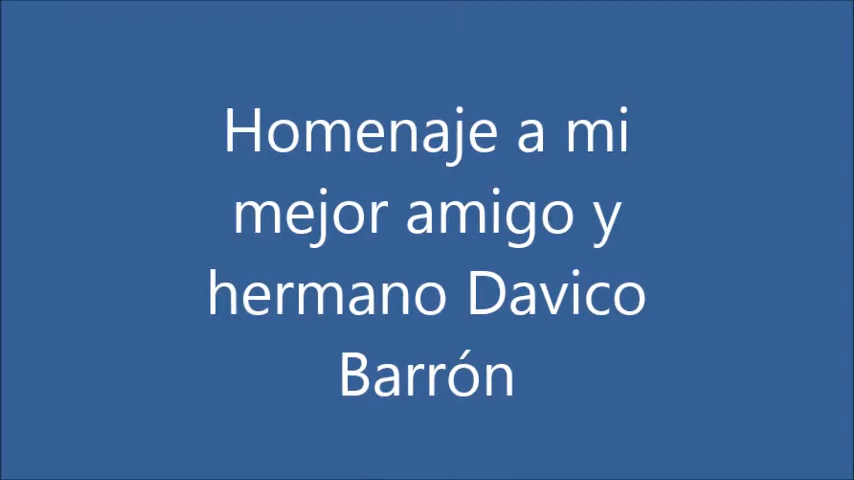 Homenaje a mi
mejor amigo y
hermano Davico
Barrón